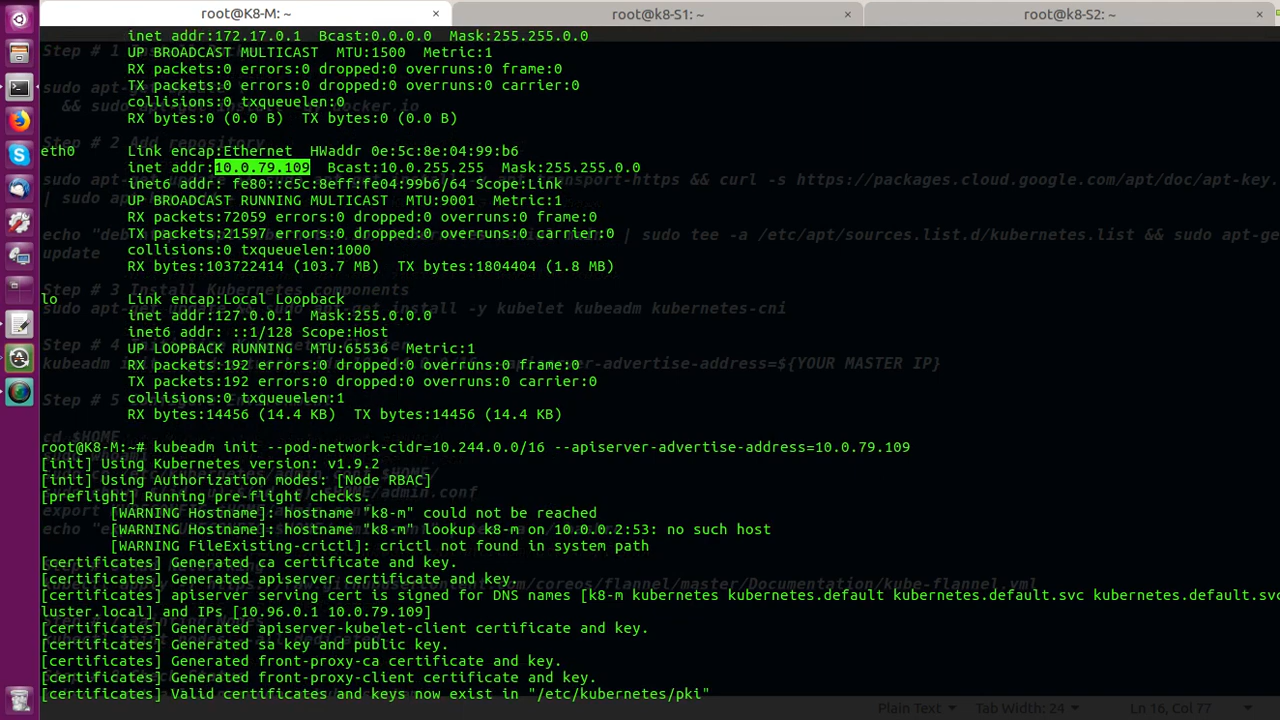 root@K8-M: ~ ×
root@k8-S1: ~ ×
root@k8-S2: ~ ×
inet addr:172.17.0.1  Bcast:0.0.0.0  Mask:255.255.0.0
UP BROADCAST MULTICAST  MTU:1500  Metric:1
RX packets:0 errors:0 dropped:0 overruns:0 frame:0
TX packets:0 errors:0 dropped:0 overruns:0 carrier:0
collisions:0 txqueuelen:0
RX bytes:0 (0.0 B)  TX bytes:0 (0.0 B)
eth0      Link encap:Ethernet  HWaddr 0e:5c:8e:04:99:b6
inet addr:10.0.79.109  Bcast:10.0.255.255  Mask:255.255.0.0
inet6 addr: fe80::c5c:8eff:fe04:99b6/64 Scope:Link
UP BROADCAST RUNNING MULTICAST  MTU:9001  Metric:1
RX packets:72059 errors:0 dropped:0 overruns:0 frame:0
TX packets:21597 errors:0 dropped:0 overruns:0 carrier:0
collisions:0 txqueuelen:1000
RX bytes:103722414 (103.7 MB)  TX bytes:1804404 (1.8 MB)
lo        Link encap:Local Loopback
inet addr:127.0.0.1  Mask:255.0.0.0
inet6 addr: ::1/128 Scope:Host
UP LOOPBACK RUNNING  MTU:65536  Metric:1
RX packets:192 errors:0 dropped:0 overruns:0 frame:0
TX packets:192 errors:0 dropped:0 overruns:0 carrier:0
collisions:0 txqueuelen:1
RX bytes:14456 (14.4 KB)  TX bytes:14456 (14.4 KB)
root@K8-M:~# kubeadm init --pod-network-cidr=10.244.0.0/16 --apiserver-advertise-address=10.0.79.109
[init] Using Kubernetes version: v1.9.2
[init] Using Authorization modes: [Node RBAC]
[preflight] Running pre-flight checks.
[WARNING Hostname]: hostname "k8-m" could not be reached
[WARNING Hostname]: hostname "k8-m" lookup k8-m on 10.0.0.2:53: no such host
[WARNING FileExisting-crictl]: crictl not found in system path
[certificates] Generated ca certificate and key.
[certificates] Generated apiserver certificate and key.
[certificates] apiserver serving cert is signed for DNS names [k8-m kubernetes kubernetes.default kubernetes.default.svc kubernetes.default.svc
luster.local] and IPs [10.96.0.1 10.0.79.109]
[certificates] Generated apiserver-kubelet-client certificate and key.
[certificates] Generated sa key and public key.
[certificates] Generated front-proxy-ca certificate and key.
[certificates] Generated front-proxy-client certificate and key.
[certificates] Valid certificates and keys now exist in "/etc/kubernetes/pki"
Plain Text  Tab Width: 24  Ln 16, Col 77